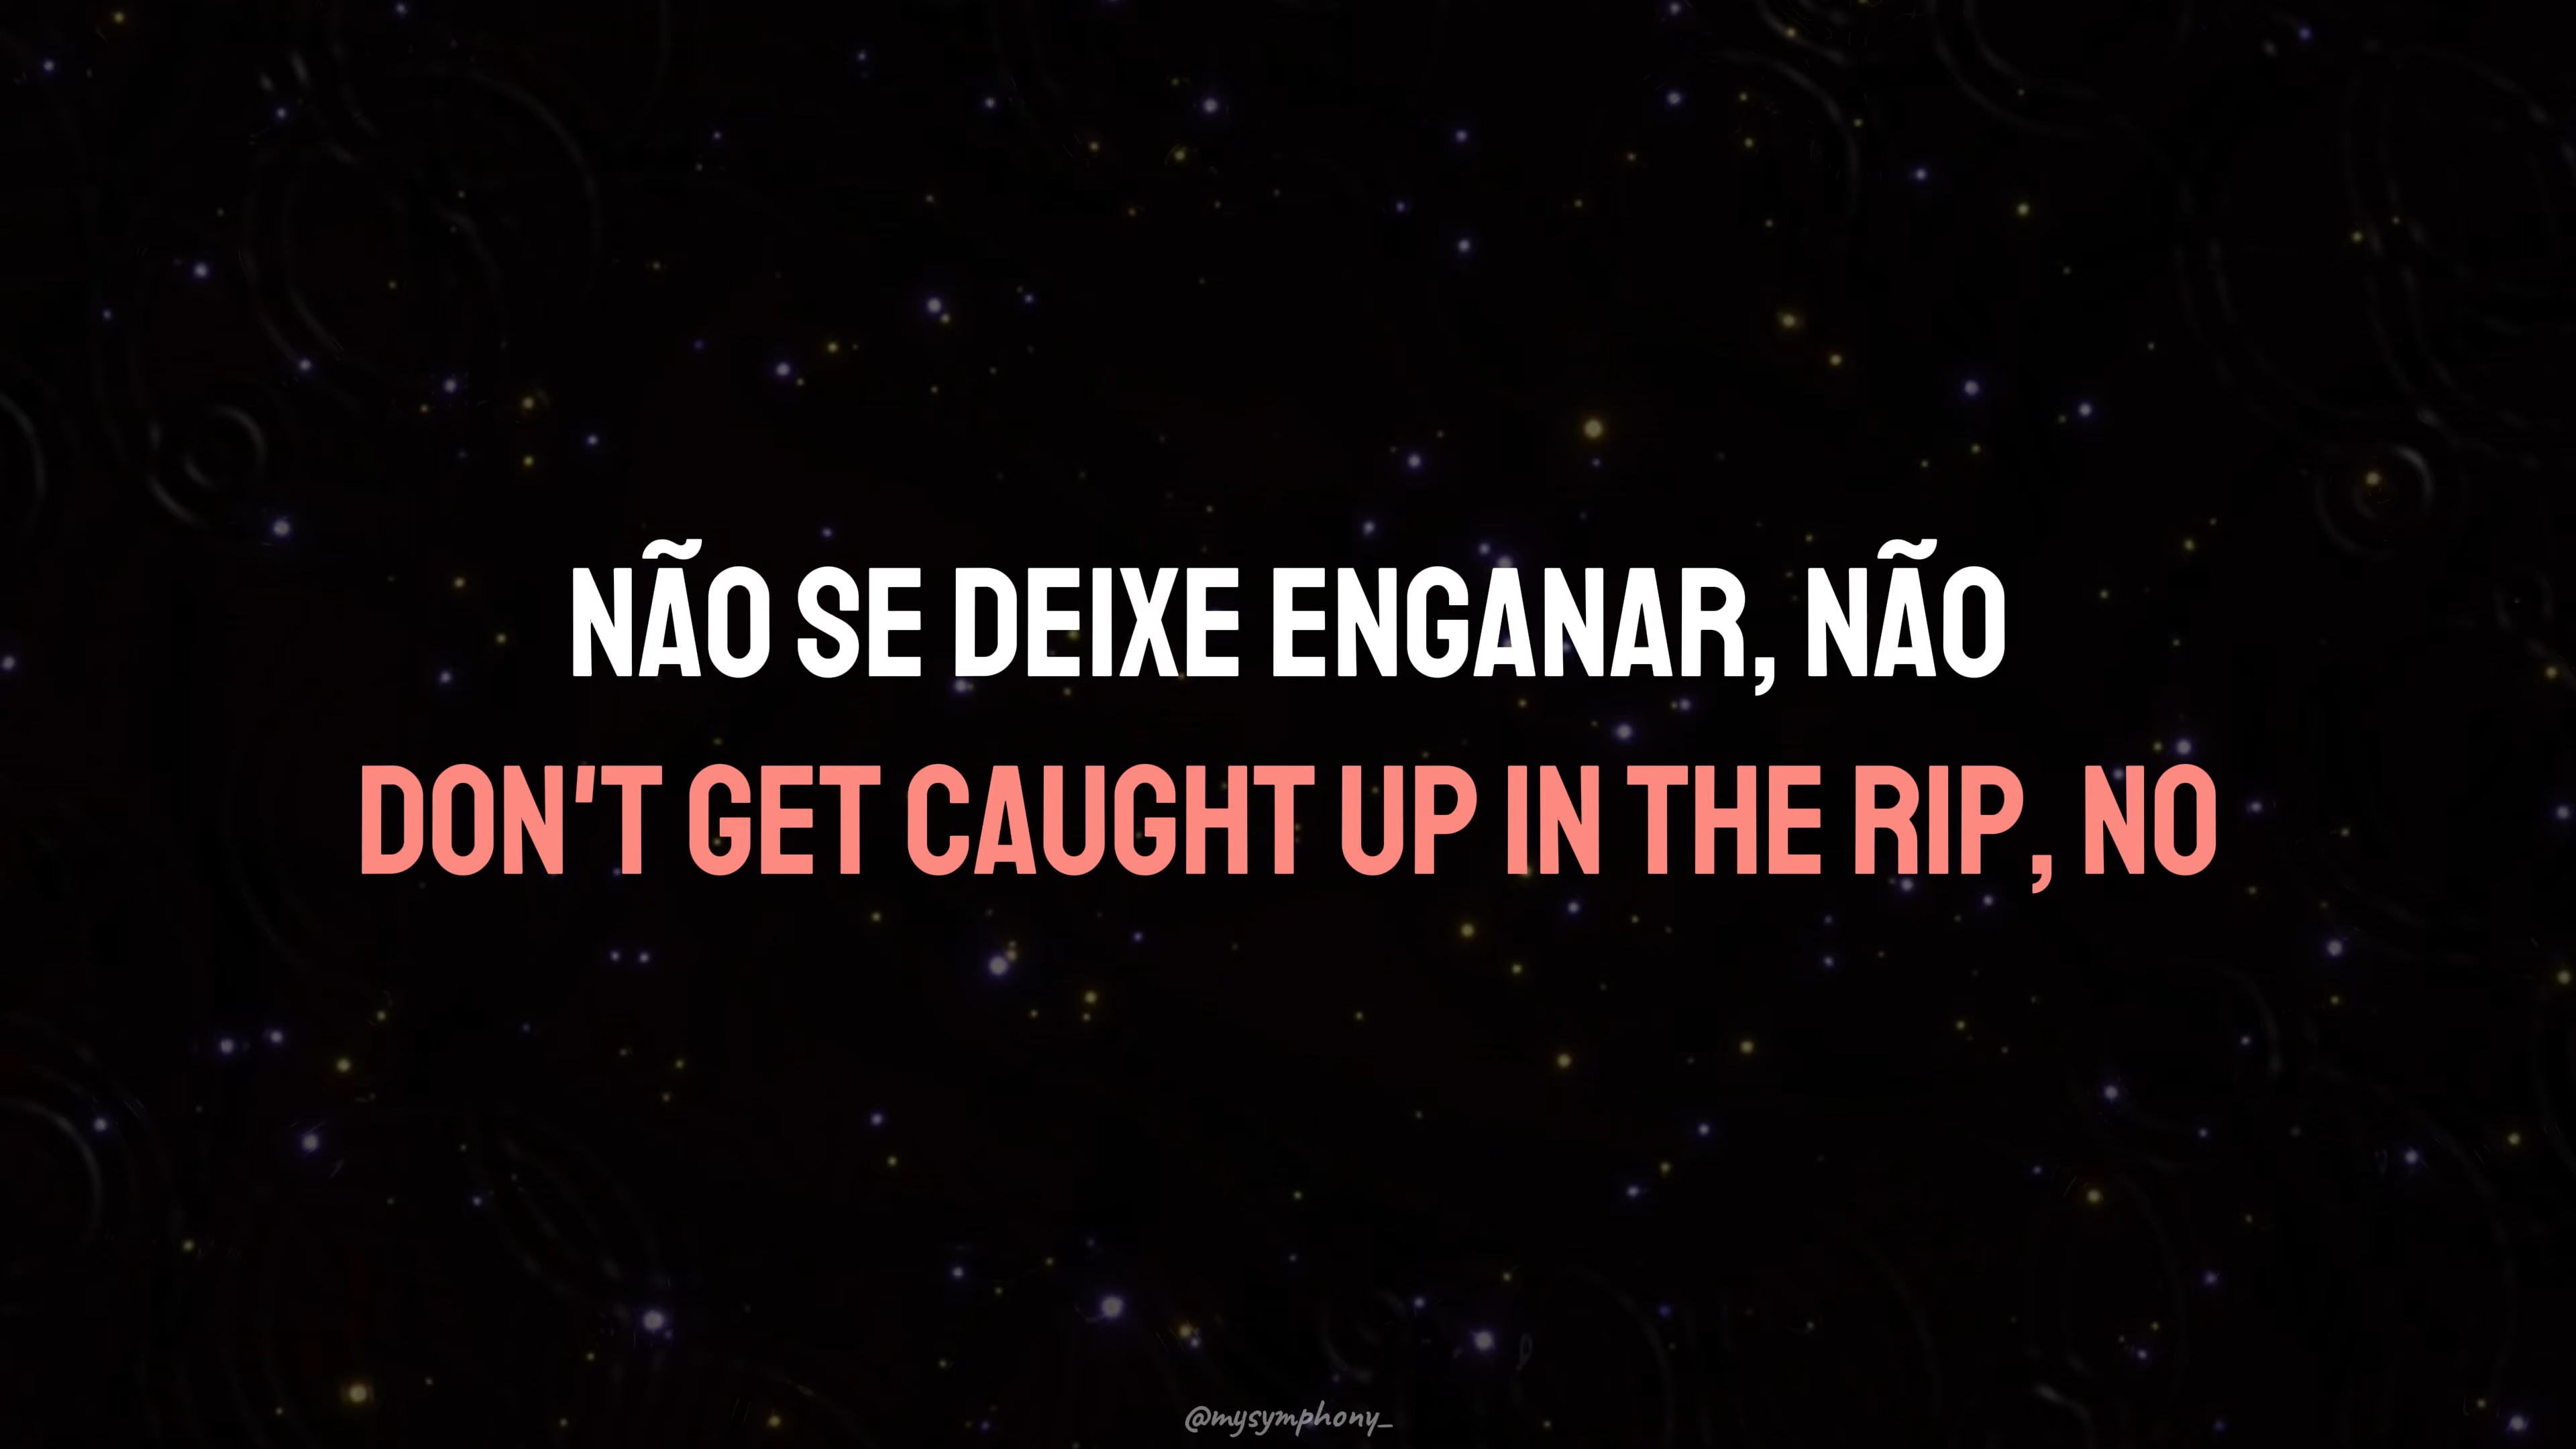 NÃO SE DEIXE ENGANAR, NÃO
DON'T GET CAUGHT UP IN THE RIP, NO
@mysymphony_